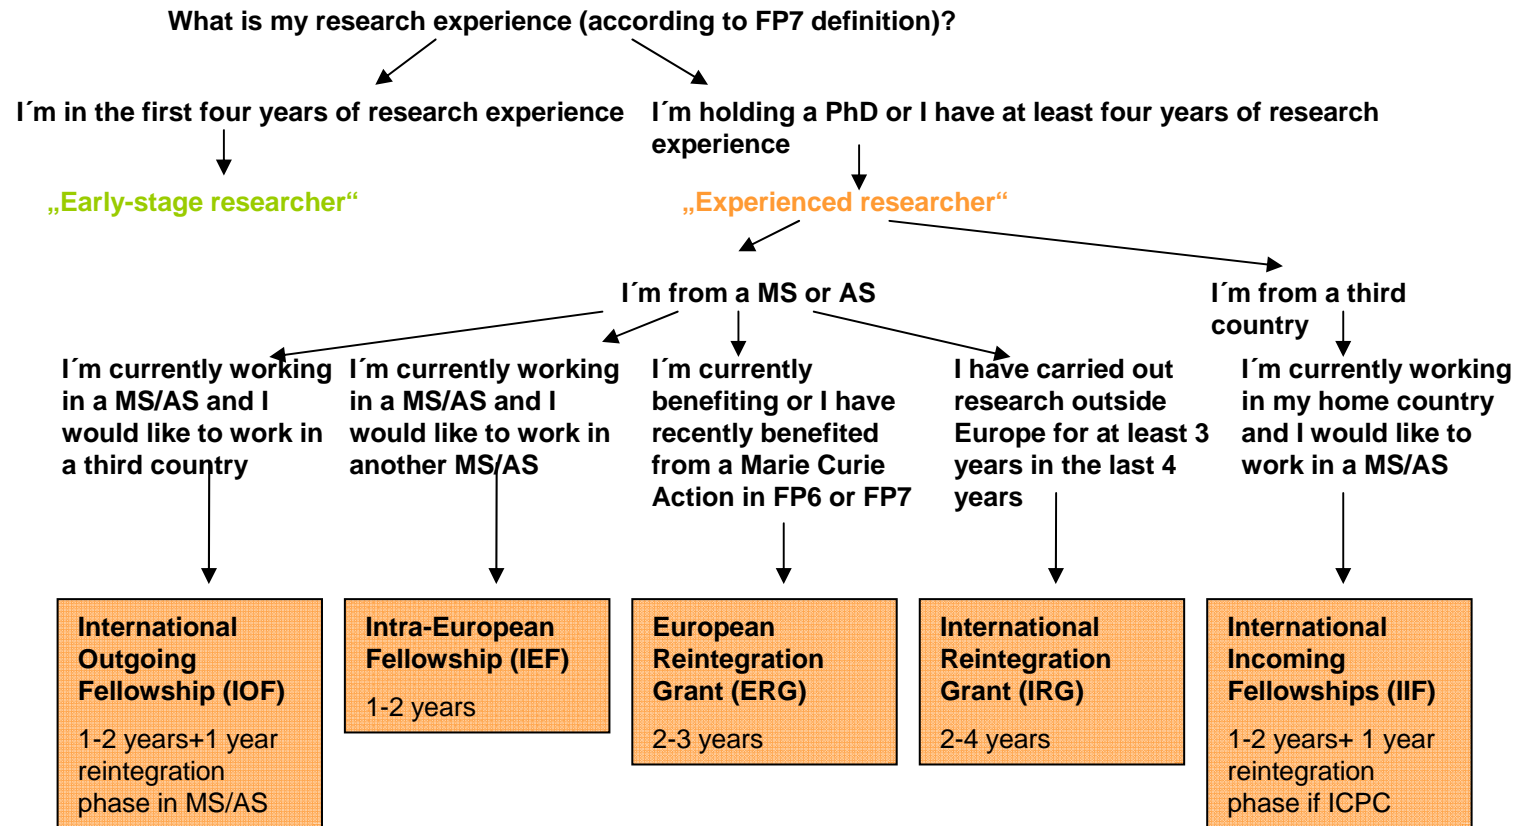 What is my research experience (according to FP7 definition)?
I´m in the first four years of research experience
I´m holding a PhD or I have at least four years of research
experience
„Early-stage researcher“
„Experienced researcher“
I´m from a MS or AS
I´m from a third
country
I´m currently working
in a MS/AS and I
would like to work in
a third country
I´m currently working
in a MS/AS and I
would like to work in
another MS/AS
I´m currently
benefiting or I have
recently benefited
from a Marie Curie
Action in FP6 or FP7
I have carried out
research outside
Europe for at least 3
years in the last 4
years
I´m currently working
in my home country
and I would like to
work in a MS/AS
International
Outgoing
Fellowship (IOF)
1-2 years+1 year
reintegration
phase in MS/AS
Intra-European
Fellowship (IEF)
1-2 years
European
Reintegration
Grant (ERG)
2-3 years
International
Reintegration
Grant (IRG)
2-4 years
International
Incoming
Fellowships (IIF)
1-2 years+ 1 year
reintegration
phase if ICPC